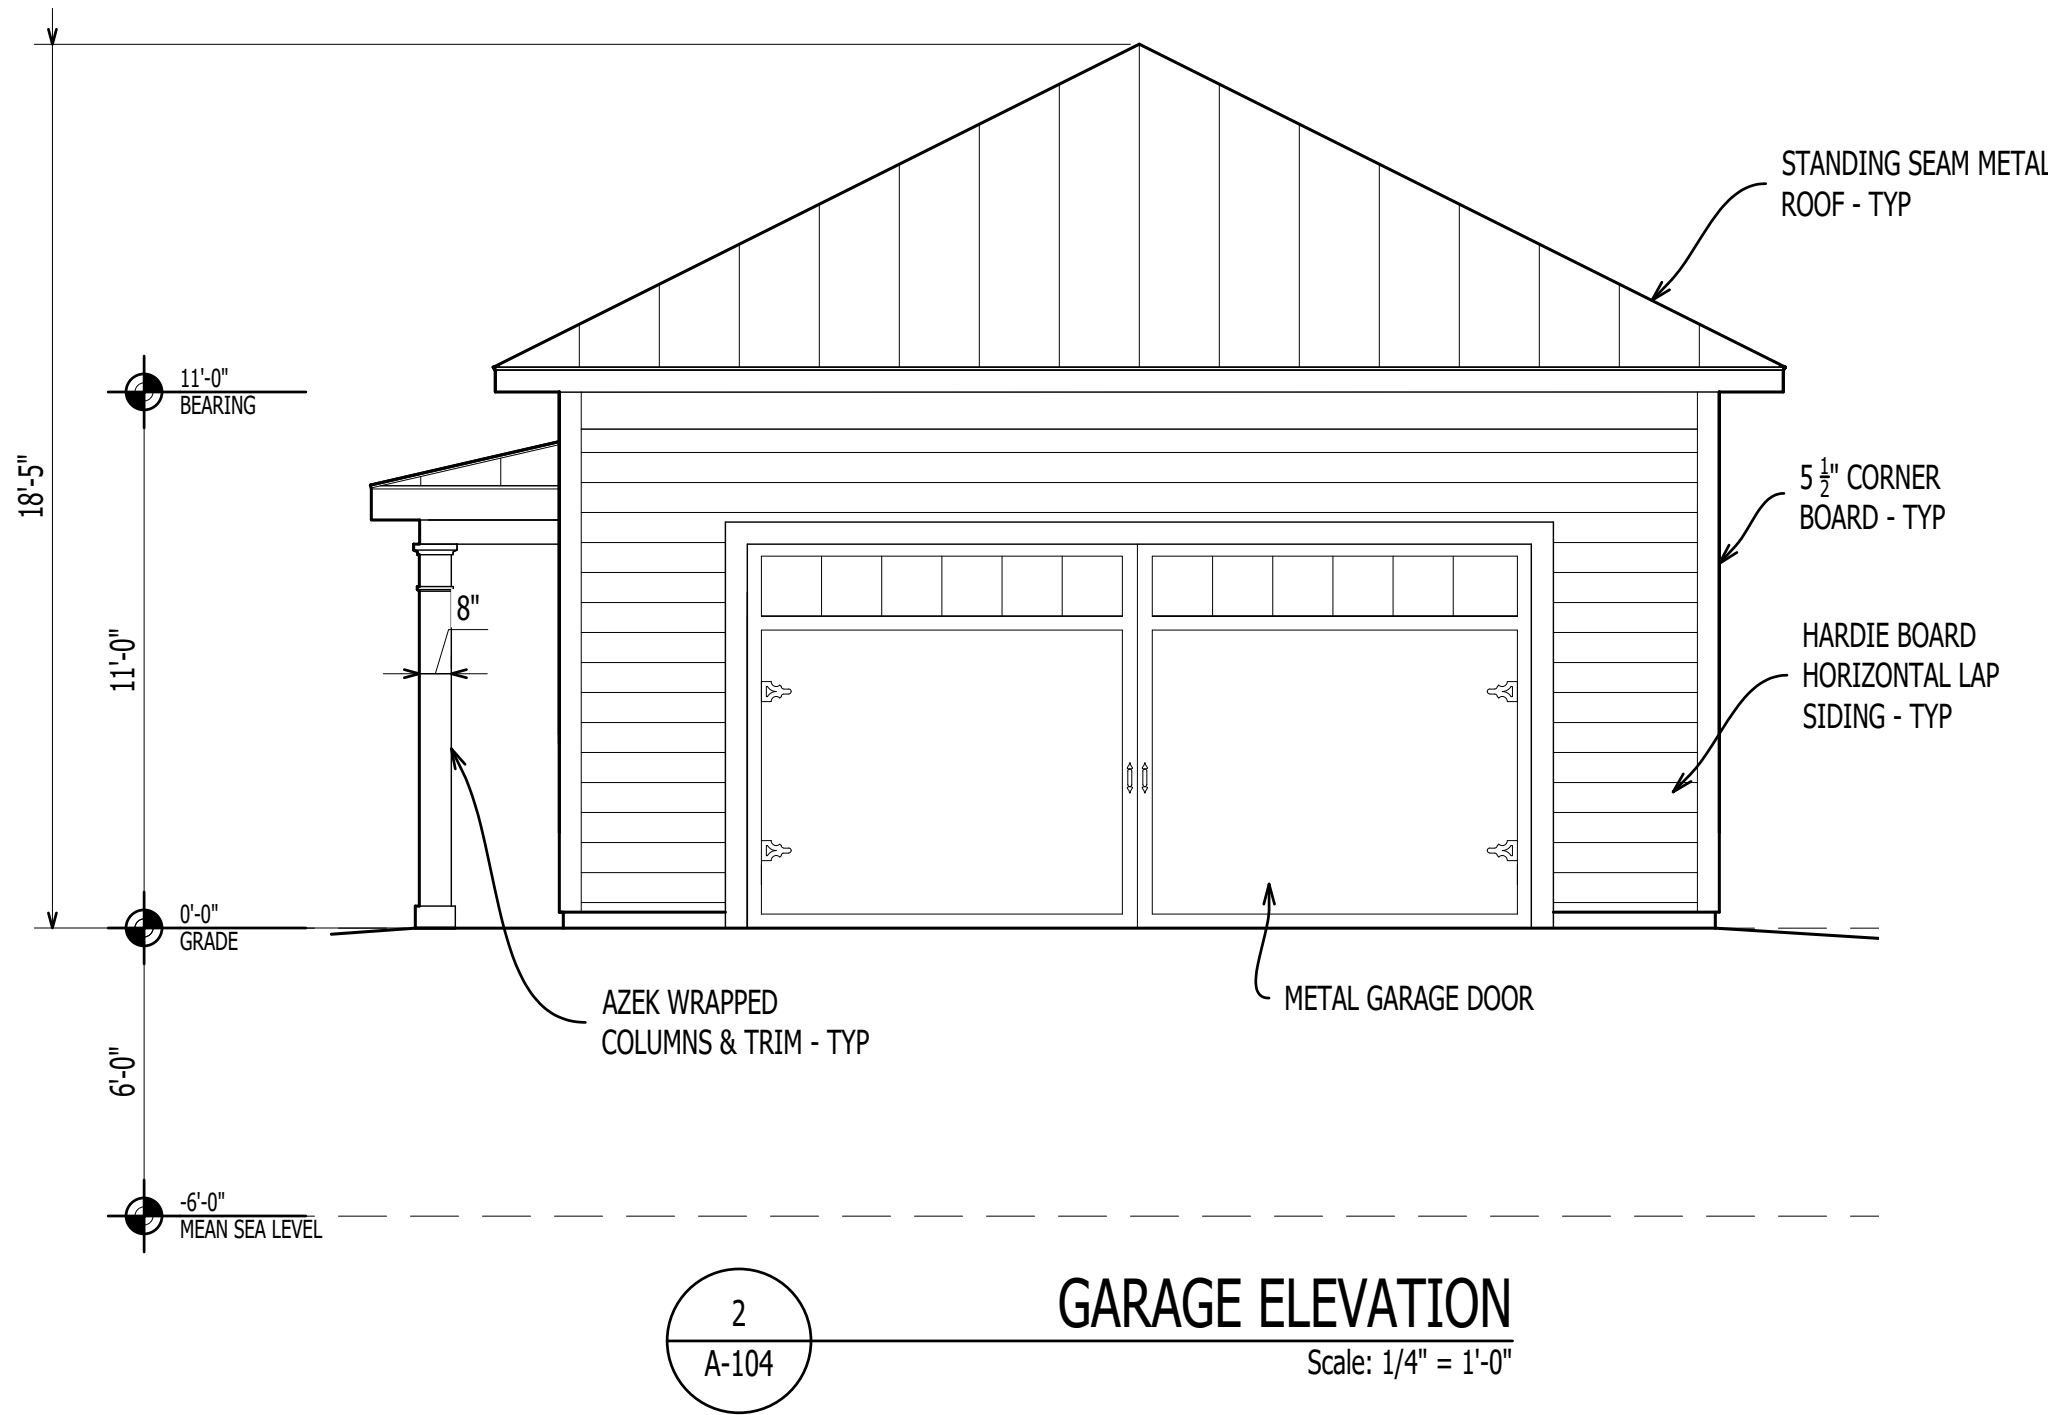 STANDING SEAM METAL
ROOF - TYP
11'-0"
BEARING
18'-5"
5 1/2" CORNER
BOARD - TYP
8"
11'-0"
HARDIE BOARD
HORIZONTAL LAP
SIDING - TYP
0'-0"
GRADE
AZEK WRAPPED
COLUMNS & TRIM - TYP
METAL GARAGE DOOR
6'-0"
-6'-0"
MEAN SEA LEVEL
2
A-104
GARAGE ELEVATION
Scale: 1/4" = 1'-0"